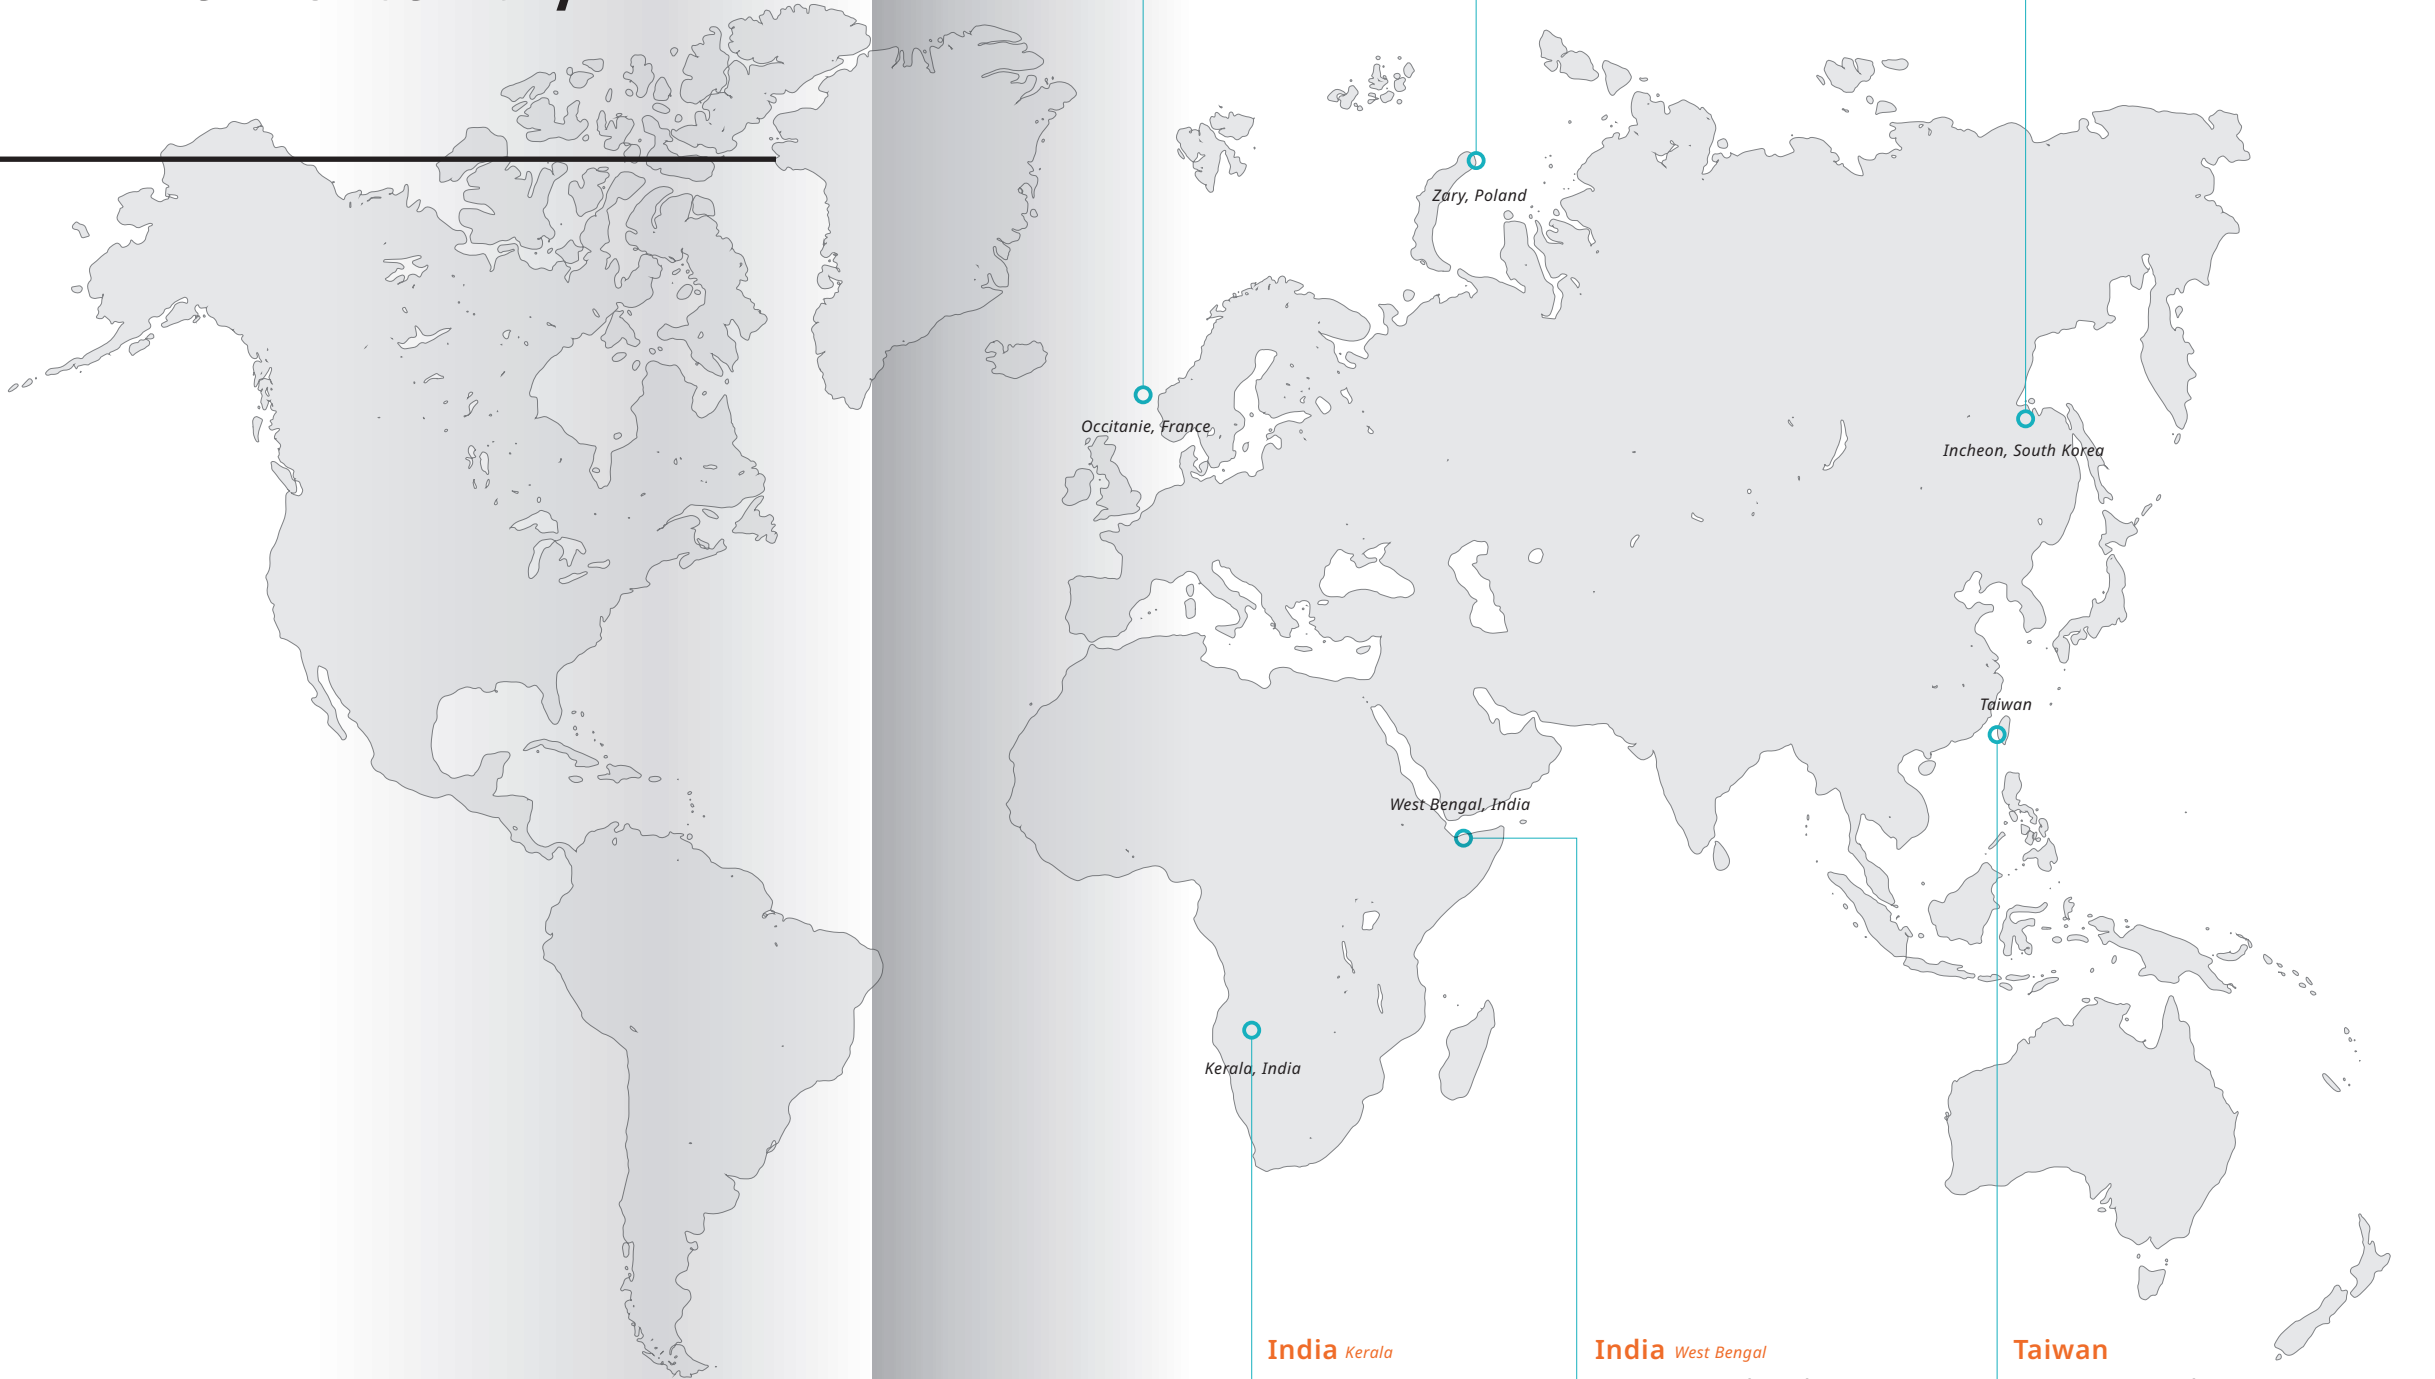 Zary, Poland
Occitanie, France
Incheon, South Korea
Taiwan
West Bengal, India
Kerala, India
India Kerala
India West Bengal
Taiwan